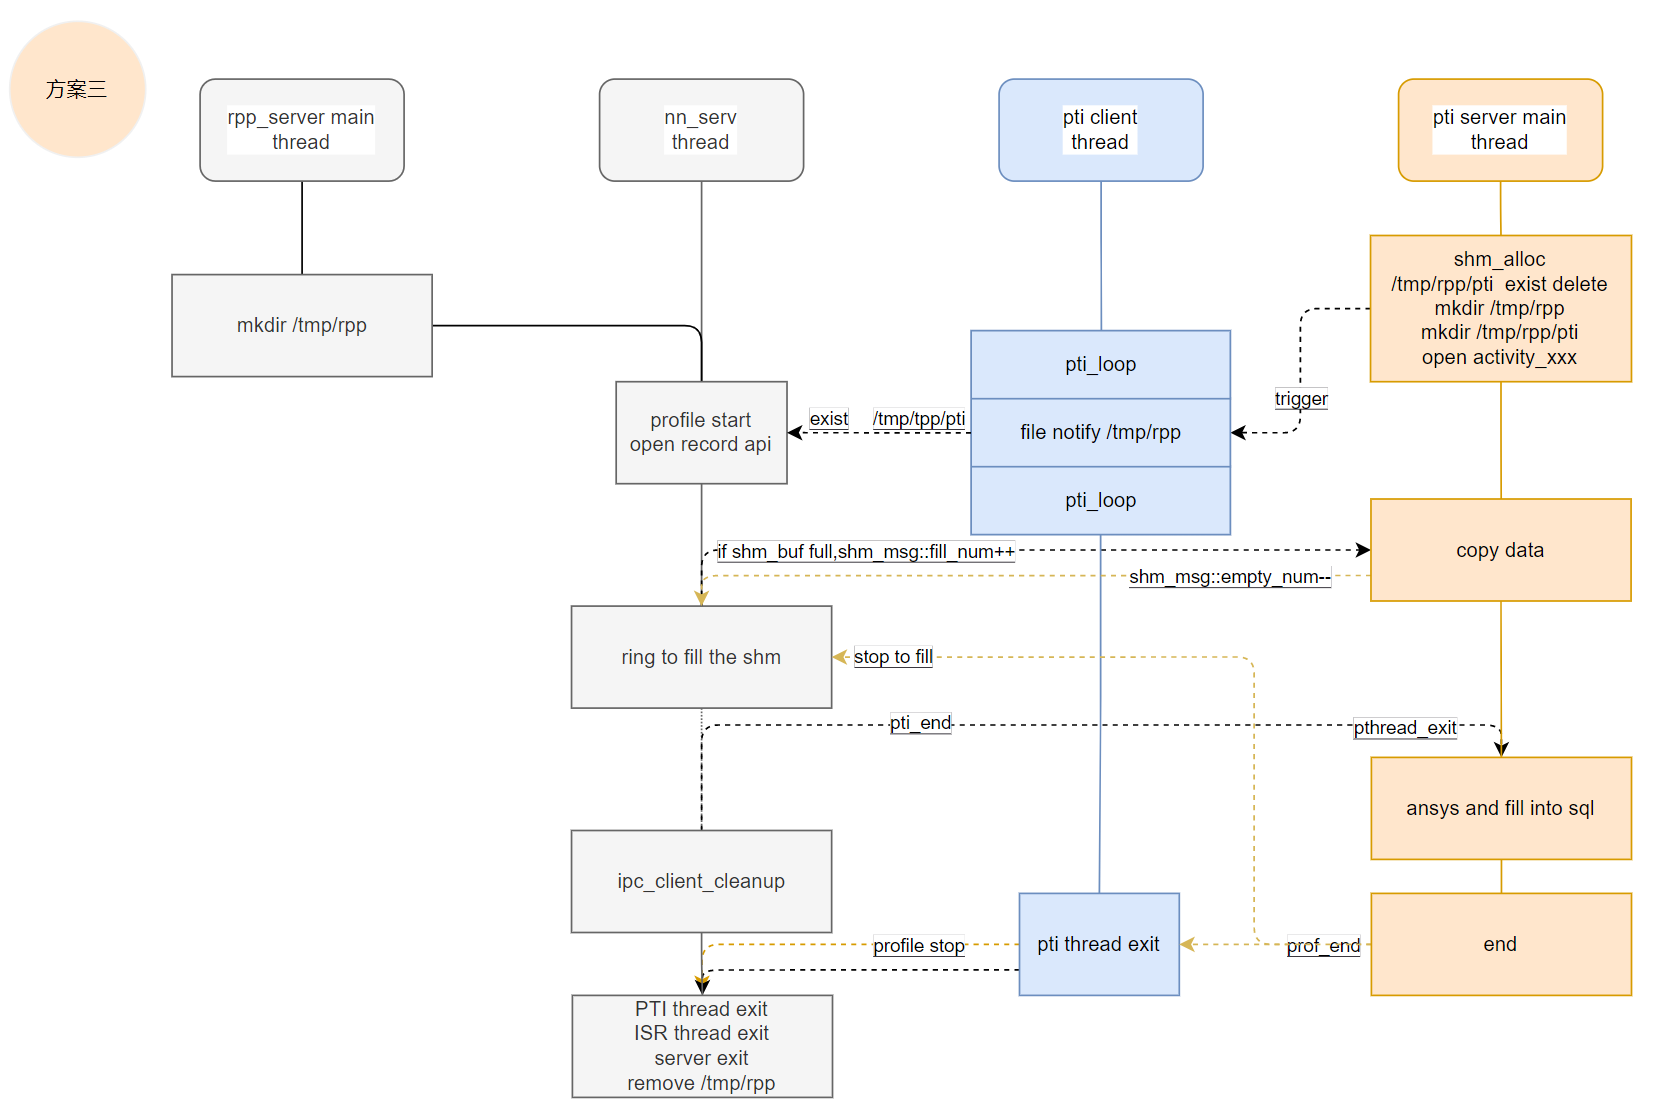 方案三
rpp_server main
thread
nn_serv
thread
pti client
thread
pti server main
thread
shm_alloc
/tmp/rpp/pti  exist delete
mkdir /tmp/rpp
mkdir /tmp/rpp/pti
open activity_xxx
mkdir /tmp/rpp
pti_loop
trigger
profile start
open record api
exist
/tmp/tpp/pti
file notify /tmp/rpp
pti_loop
if shm_buf full,shm_msg::fill_num++
copy data
shm_msg::empty_num--
ring to fill the shm
stop to fill
pti_end
pthread_exit
ansys and fill into sql
ipc_client_cleanup
profile stop
pti thread exit
prof_end
end
PTI thread exit
ISR thread exit
server exit
remove /tmp/rpp